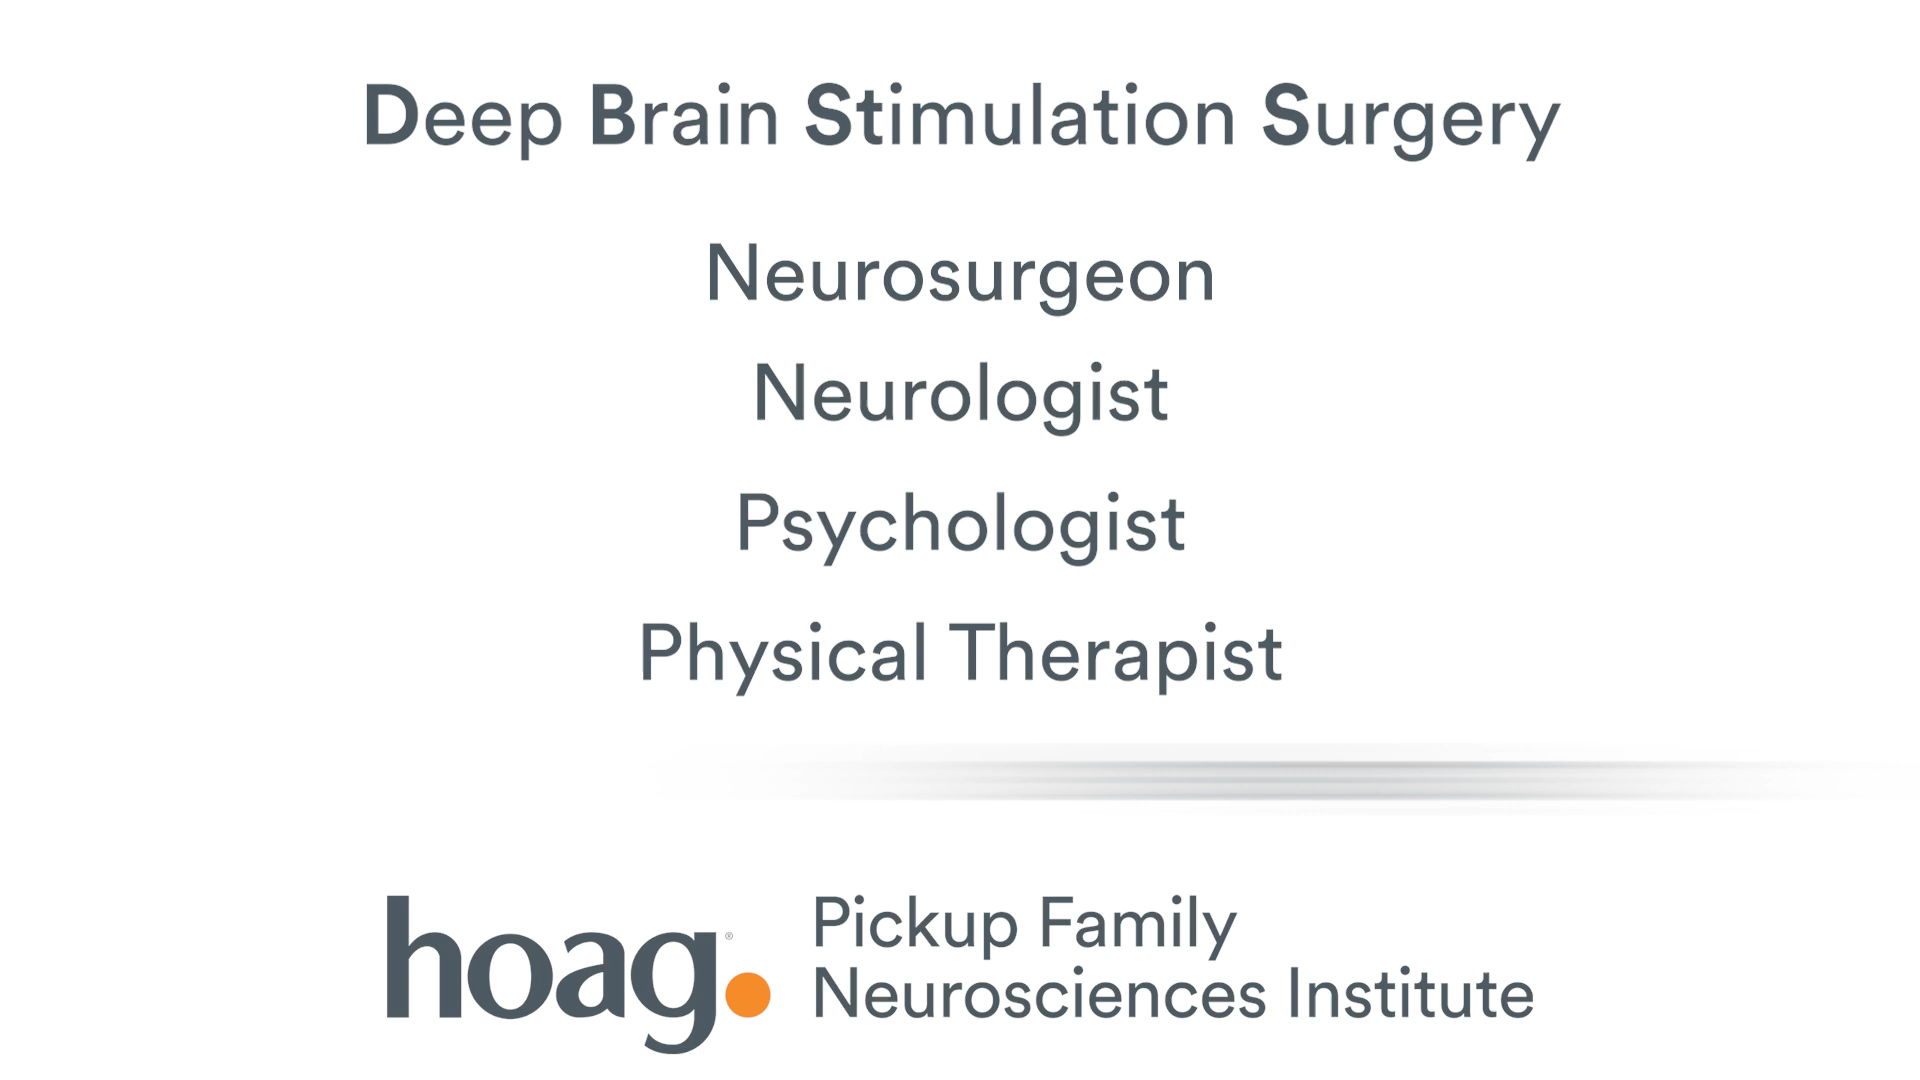 Deep Brain Stimulation Surgery
Neurosurgeon
Neurologist
Psychologist
Physical Therapist
hoag®
Pickup Family
Neurosciences Institute